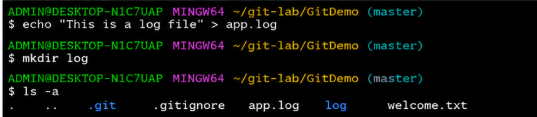 ADMIN@DESKTOP-N1C7UAP MINGW64 ~/git-lab/GitDemo (master)
$ echo "This is a log file" > app.log
ADMIN@DESKTOP-N1C7UAP MINGW64 ~/git-lab/GitDemo (master)
$ mkdir log
ADMIN@DESKTOP-N1C7UAP MINGW64 ~/git-lab/GitDemo (master)
$ ls -a
. .. .git .gitignore app.log log welcome.txt